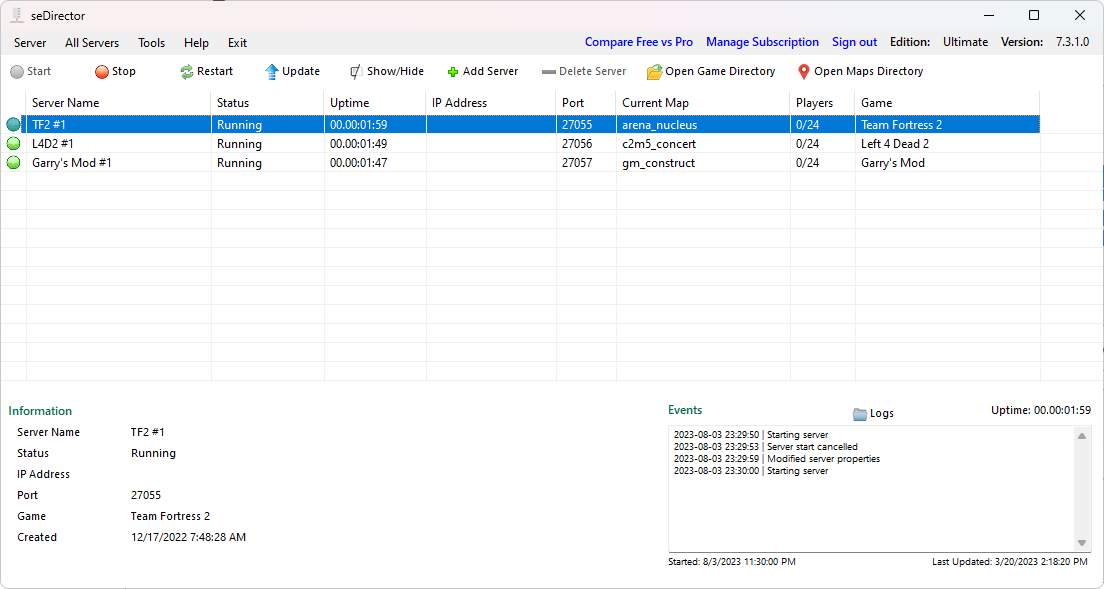 seDirector
Server All Servers Tools Help Exit Compare Free vs Pro Manage Subscription Sign out Edition: Ultimate Version: 7.3.1.0
Start Stop Restart Update Show/Hide Add Server Delete Server Open Game Directory Open Maps Directory
Server Name Status Uptime IP Address Port Current Map Players Game
TF2 #1 Running 00.00:01:59 27055 arena_nucleus 0/24 Team Fortress 2
L4D2 #1 Running 00.00:01:49 27056 c2m5_concert 0/24 Left 4 Dead 2
Garry's Mod #1 Running 00.00:01:47 27057 gm_construct 0/24 Garry's Mod
Information
Server Name TF2 #1
Status Running
IP Address
Port 27055
Game Team Fortress 2
Created 12/17/2022 7:48:28 AM
Events Logs Uptime: 00.00:01:59
2023-08-03 23:29:50 | Starting server
2023-08-03 23:29:53 | Server start cancelled
2023-08-03 23:29:59 | Modified server properties
2023-08-03 23:30:00 | Starting server
Started: 8/3/2023 11:30:00 PM Last Updated: 3/20/2023 2:18:20 PM